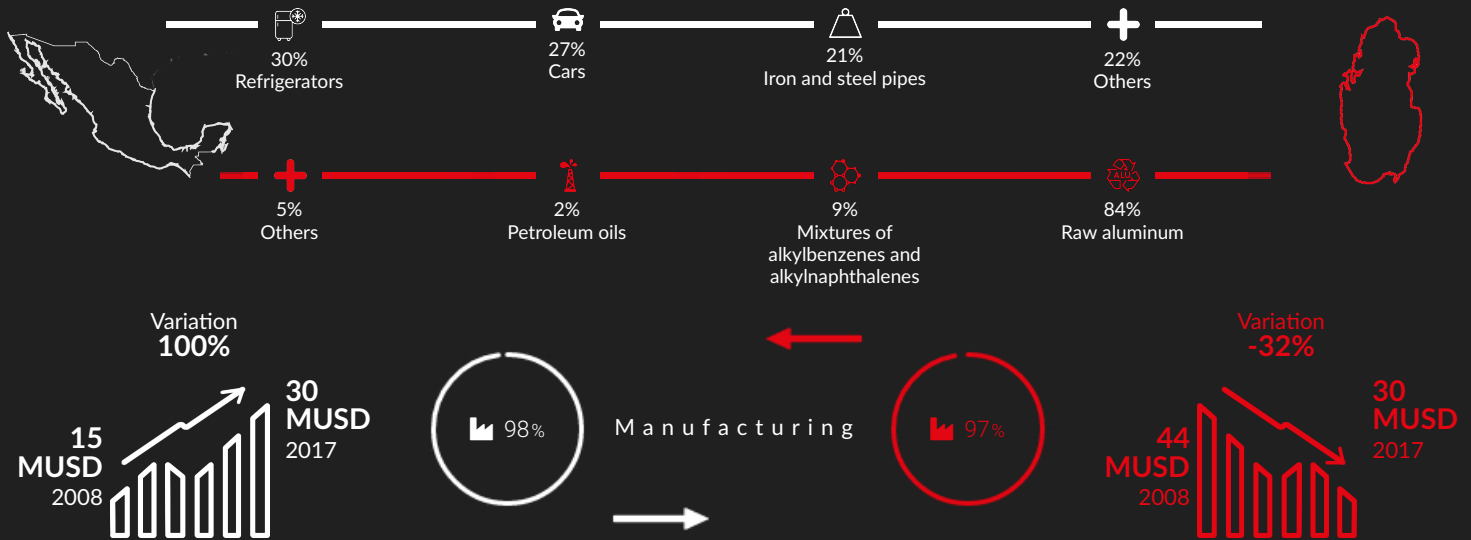 30%
Refrigerators
27%
Cars
21%
Iron and steel pipes
22%
Others
5%
Others
2%
Petroleum oils
9%
Mixtures of
alkylbenzenes and
alkylnaphthalenes
ALU
84%
Raw aluminum
Variation
100%
15
MUSD
2008
30
MUSD
2017
98%
Manufacturing
97%
Variation
-32%
44
MUSD
2008
30
MUSD
2017